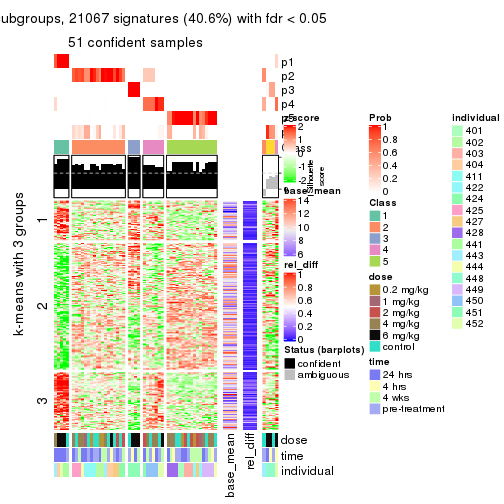 ubgroups, 21067 signatures (40.6%) with fdr < 0.05
51 confident samples
p1
p2
p3
p4
p5
z-score
2
1
0
-1
-2
Class
Silhouette
score
base_mean
14
12
10
8
6
rel_diff
1
0.8
0.6
0.4
0.2
0
Status (barplots)
confident
ambiguous
Prob
1
0.8
0.6
0.4
0.2
0
Class
1
2
3
4
5
dose
0.2 mg/kg
1 mg/kg
2 mg/kg
4 mg/kg
6 mg/kg
control
time
24 hrs
4 hrs
4 wks
pre-treatment
individual
401
402
403
404
411
422
424
425
427
428
441
443
444
448
449
450
451
452
k-means with 3 groups
1
2
3
dose
time
individual
base_mean
rel_diff